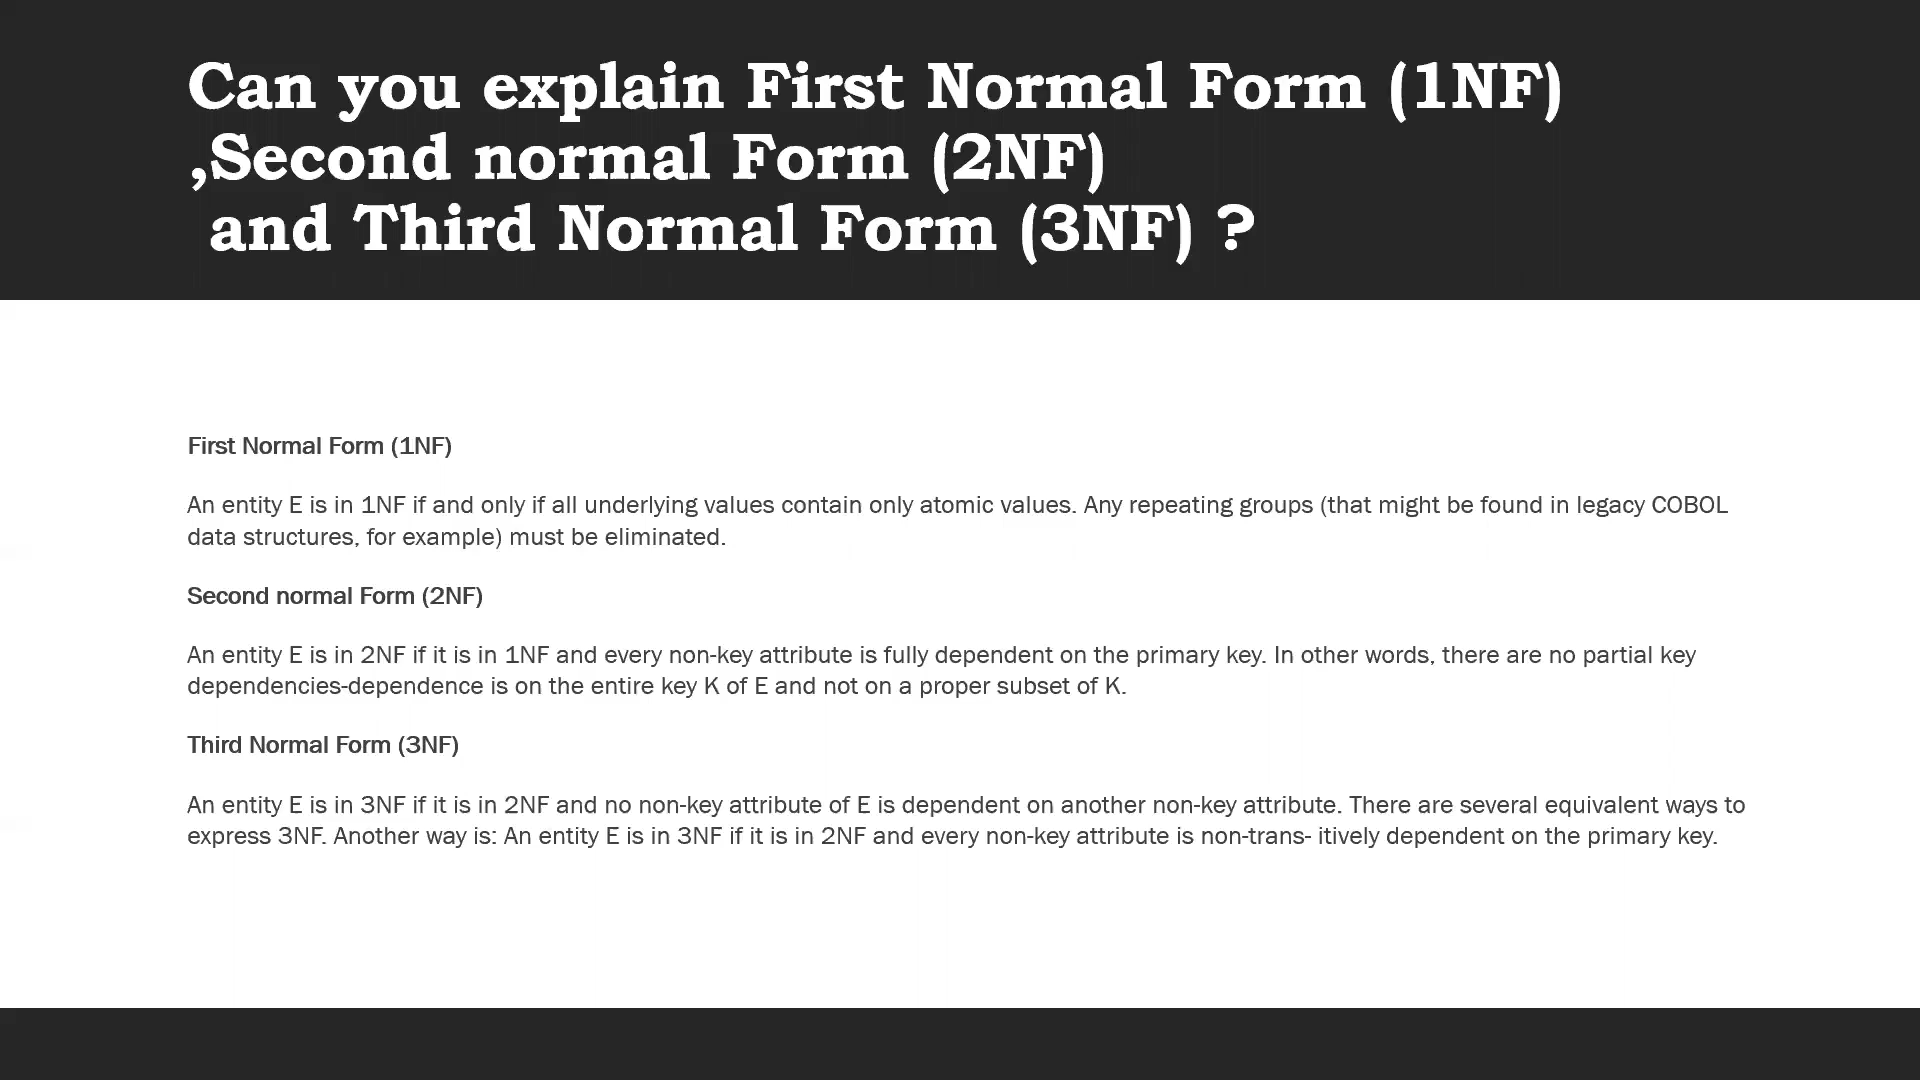 Can you explain First Normal Form (1NF)
,Second normal Form (2NF)
and Third Normal Form (3NF) ?
First Normal Form (1NF)
An entity E is in 1NF if and only if all underlying values contain only atomic values. Any repeating groups (that might be found in legacy COBOL
data structures, for example) must be eliminated.
Second normal Form (2NF)
An entity E is in 2NF if it is in 1NF and every non-key attribute is fully dependent on the primary key. In other words, there are no partial key
dependencies-dependence is on the entire key K of E and not on a proper subset of K.
Third Normal Form (3NF)
An entity E is in 3NF if it is in 2NF and no non-key attribute of E is dependent on another non-key attribute. There are several equivalent ways to
express 3NF. Another way is: An entity E is in 3NF if it is in 2NF and every non-key attribute is non-trans- itively dependent on the primary key.